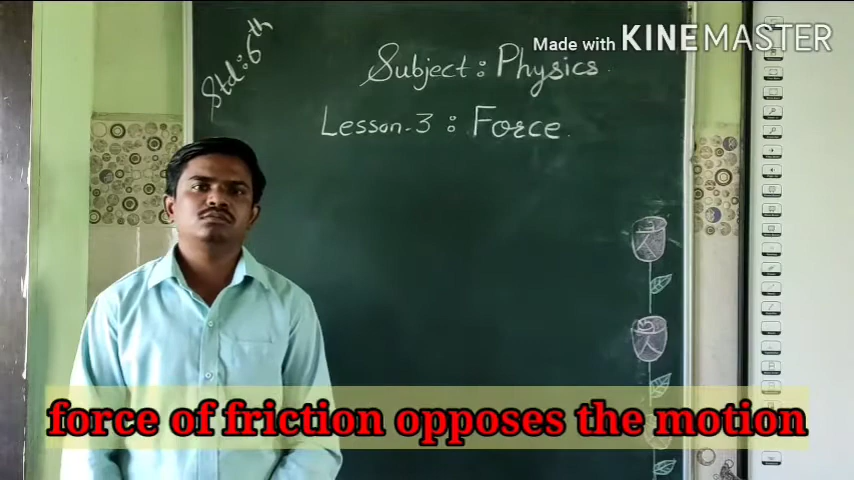 Made with KINEMASTER
Std: 6th
Subject : Physics
Lesson-3 : Force
force of friction opposes the motion